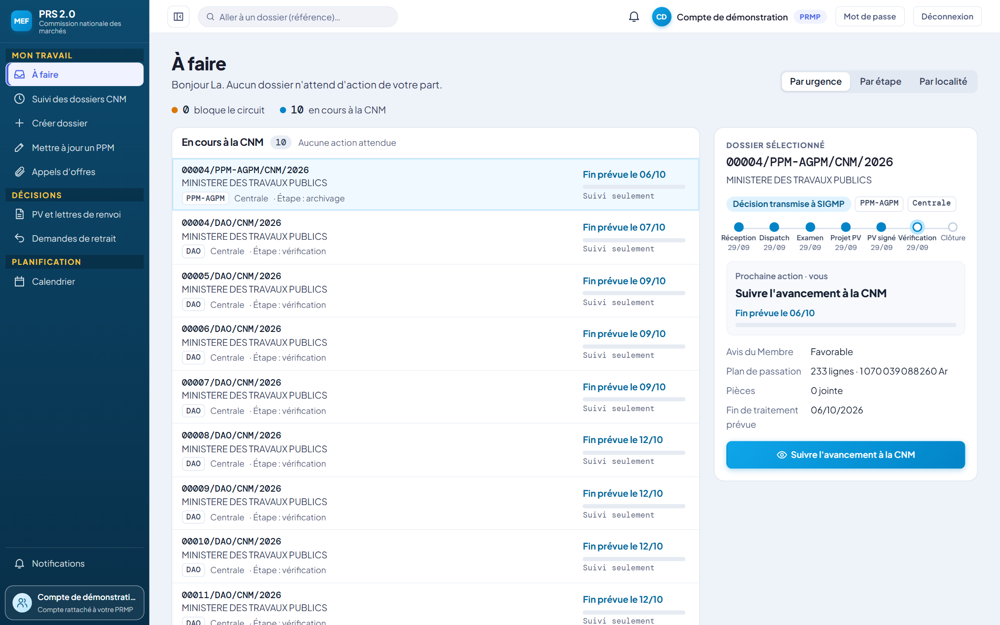 MEF
PRS 2.0
Commission nationale des
marchés
MON TRAVAIL
À faire
Suivi des dossiers CNM
Créer dossier
Mettre à jour un PPM
Appels d’offres
DÉCISIONS
PV et lettres de renvoi
Demandes de retrait
PLANIFICATION
Calendrier
Notifications
Compte de démonstrati...
Compte rattaché à votre PRMP
Aller à un dossier (référence)...
CD
Compte de démonstration
PRMP
Mot de passe
Déconnexion
À faire
Bonjour La. Aucun dossier n'attend d'action de votre part.
Par urgence
Par étape
Par localité
0 bloque le circuit
10 en cours à la CNM
En cours à la CNM 10 Aucune action attendue
00004/PPM-AGPM/CNM/2026
MINISTERE DES TRAVAUX PUBLICS
PPM-AGPM Centrale · Étape : archivage
Fin prévue le 06/10
Suivi seulement
00004/DAO/CNM/2026
MINISTERE DES TRAVAUX PUBLICS
DAO Centrale · Étape : vérification
Fin prévue le 07/10
Suivi seulement
00005/DAO/CNM/2026
MINISTERE DES TRAVAUX PUBLICS
DAO Centrale · Étape : vérification
Fin prévue le 09/10
Suivi seulement
00006/DAO/CNM/2026
MINISTERE DES TRAVAUX PUBLICS
DAO Centrale · Étape : vérification
Fin prévue le 09/10
Suivi seulement
00007/DAO/CNM/2026
MINISTERE DES TRAVAUX PUBLICS
DAO Centrale · Étape : vérification
Fin prévue le 09/10
Suivi seulement
00008/DAO/CNM/2026
MINISTERE DES TRAVAUX PUBLICS
DAO Centrale · Étape : vérification
Fin prévue le 12/10
Suivi seulement
00009/DAO/CNM/2026
MINISTERE DES TRAVAUX PUBLICS
DAO Centrale · Étape : vérification
Fin prévue le 12/10
Suivi seulement
00010/DAO/CNM/2026
MINISTERE DES TRAVAUX PUBLICS
DAO Centrale · Étape : vérification
Fin prévue le 12/10
Suivi seulement
00011/DAO/CNM/2026
MINISTERE DES TRAVAUX PUBLICS
DAO Centrale · Étape : vérification
Fin prévue le 12/10
Suivi seulement
DOSSIER SÉLECTIONNÉ
00004/PPM-AGPM/CNM/2026
MINISTERE DES TRAVAUX PUBLICS
Décision transmise à SIGMP
PPM-AGPM
Centrale
Réception Dispatch Examen Projet PV PV signé Vérification Clôture
29/09 29/09 29/09 29/09 29/09 29/09
Prochaine action · vous
Suivre l'avancement à la CNM
Fin prévue le 06/10
Avis du Membre Favorable
Plan de passation 233 lignes · 1 070 039 088 260 Ar
Pièces 0 jointe
Fin de traitement 06/10/2026
prévue
Suivre l'avancement à la CNM